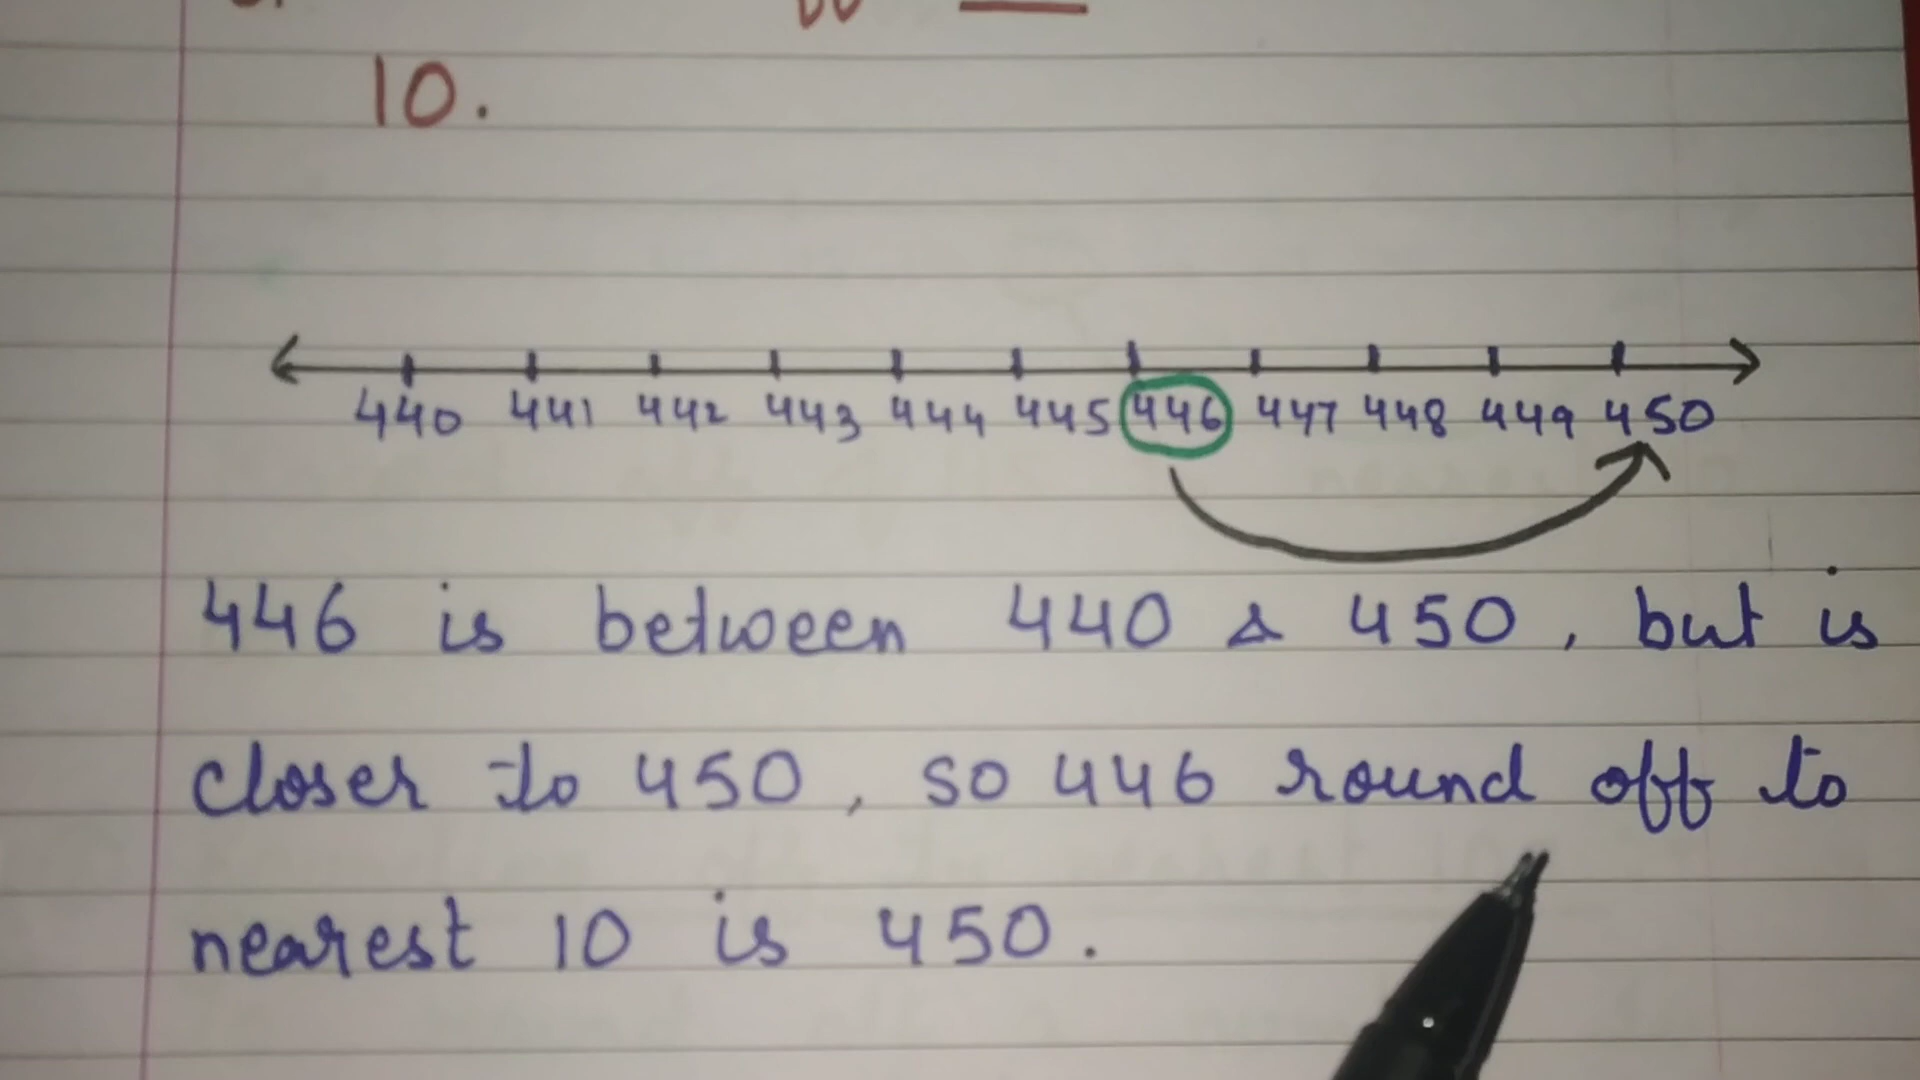 10.
440 441 442 443 444 445 446 447 448 449 450
446 is between 440 & 450, but is
closer to 450, so 446 round off to
nearest 10 is 450.